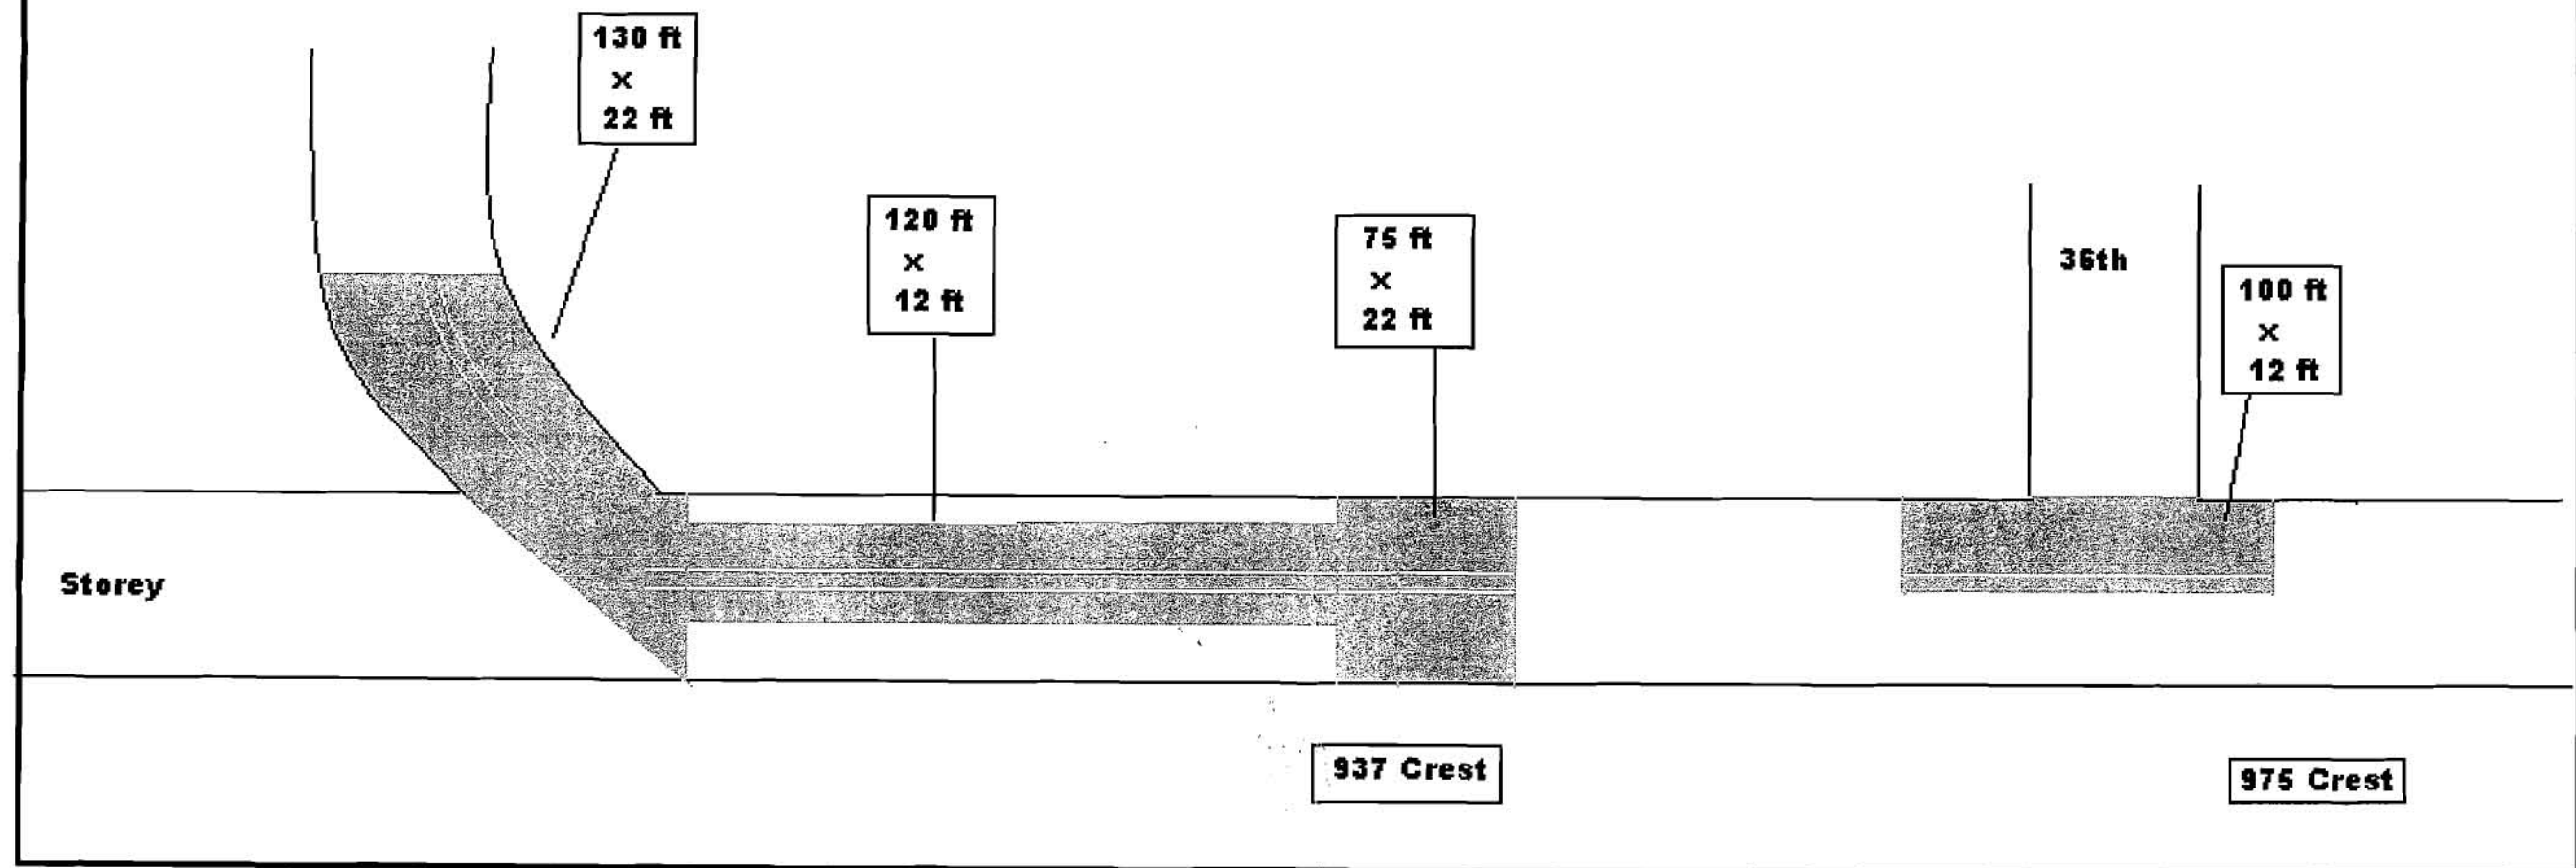 130 ft
x
22 ft
120 ft
x
12 ft
75 ft
x
22 ft
36th
100 ft
x
12 ft
Storey
937 Crest
975 Crest